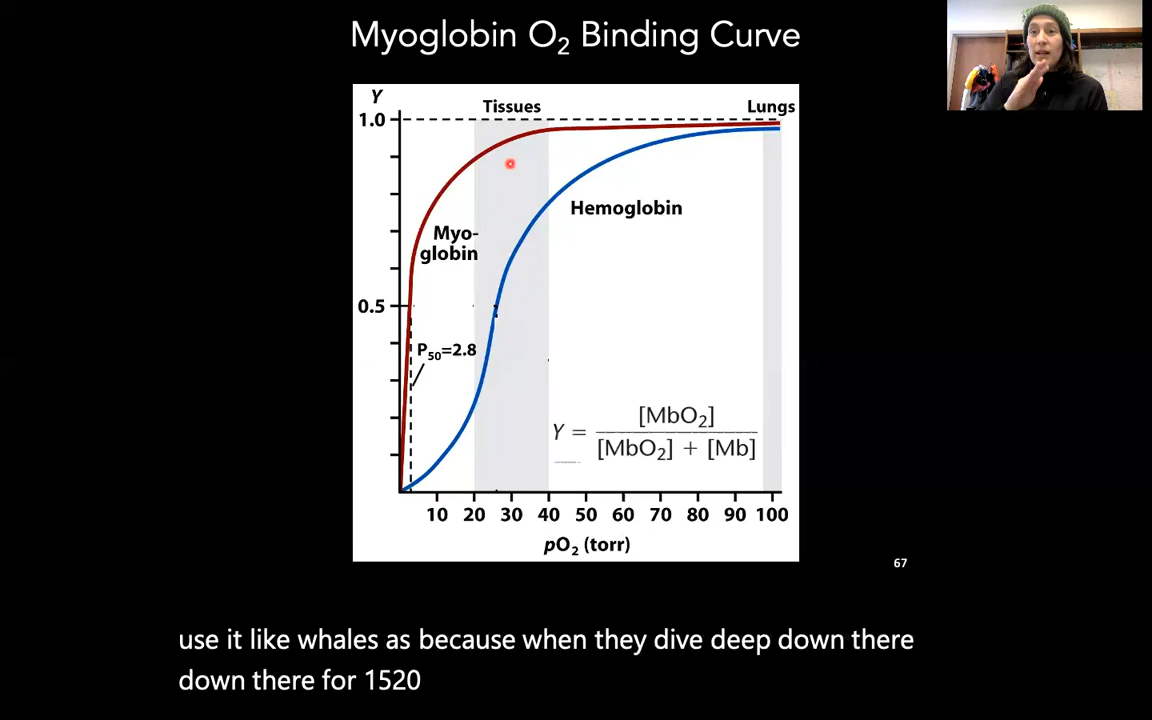 Myoglobin O₂ Binding Curve
Y
Tissues
Lungs
1.0
Hemoglobin
Myo-
globin
0.5
P₅₀=2.8
Y = [MbO₂] / [MbO₂] + [Mb]
10 20 30 40 50 60 70 80 90 100
pO₂ (torr)
67
use it like whales as because when they dive deep down there
down there for 1520